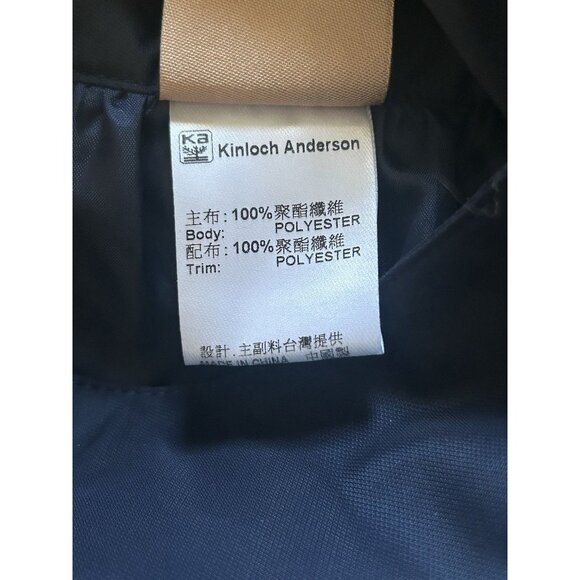 Ka
Kinloch Anderson
主布:100%聚酯纖維
Body: POLYESTER
配布:100%聚酯纖維
Trim: POLYESTER
設計.主副料台灣提供
MADE IN CHINA 中國製